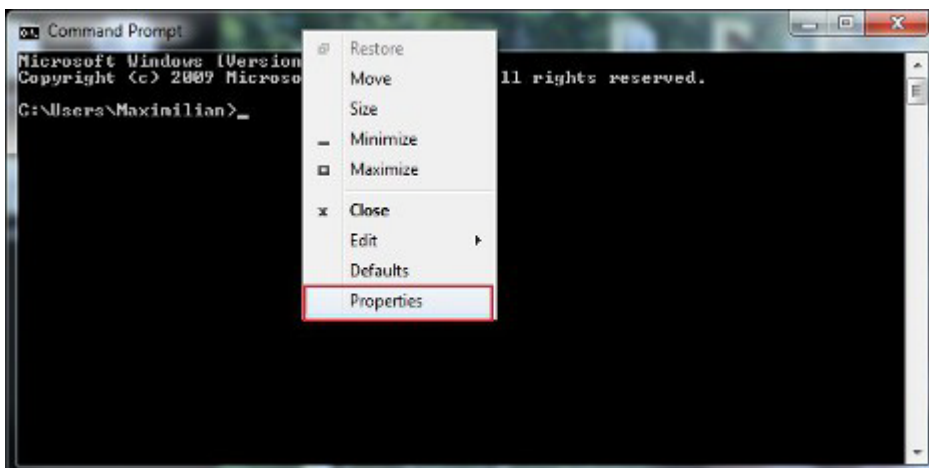 Command Prompt
Microsoft Windows [Version
Copyright (c) 2009 Microso
ll rights reserved.
C:\Users\Maximilian>_
Restore
Move
Size
Minimize
Maximize
Close
Edit
Defaults
Properties